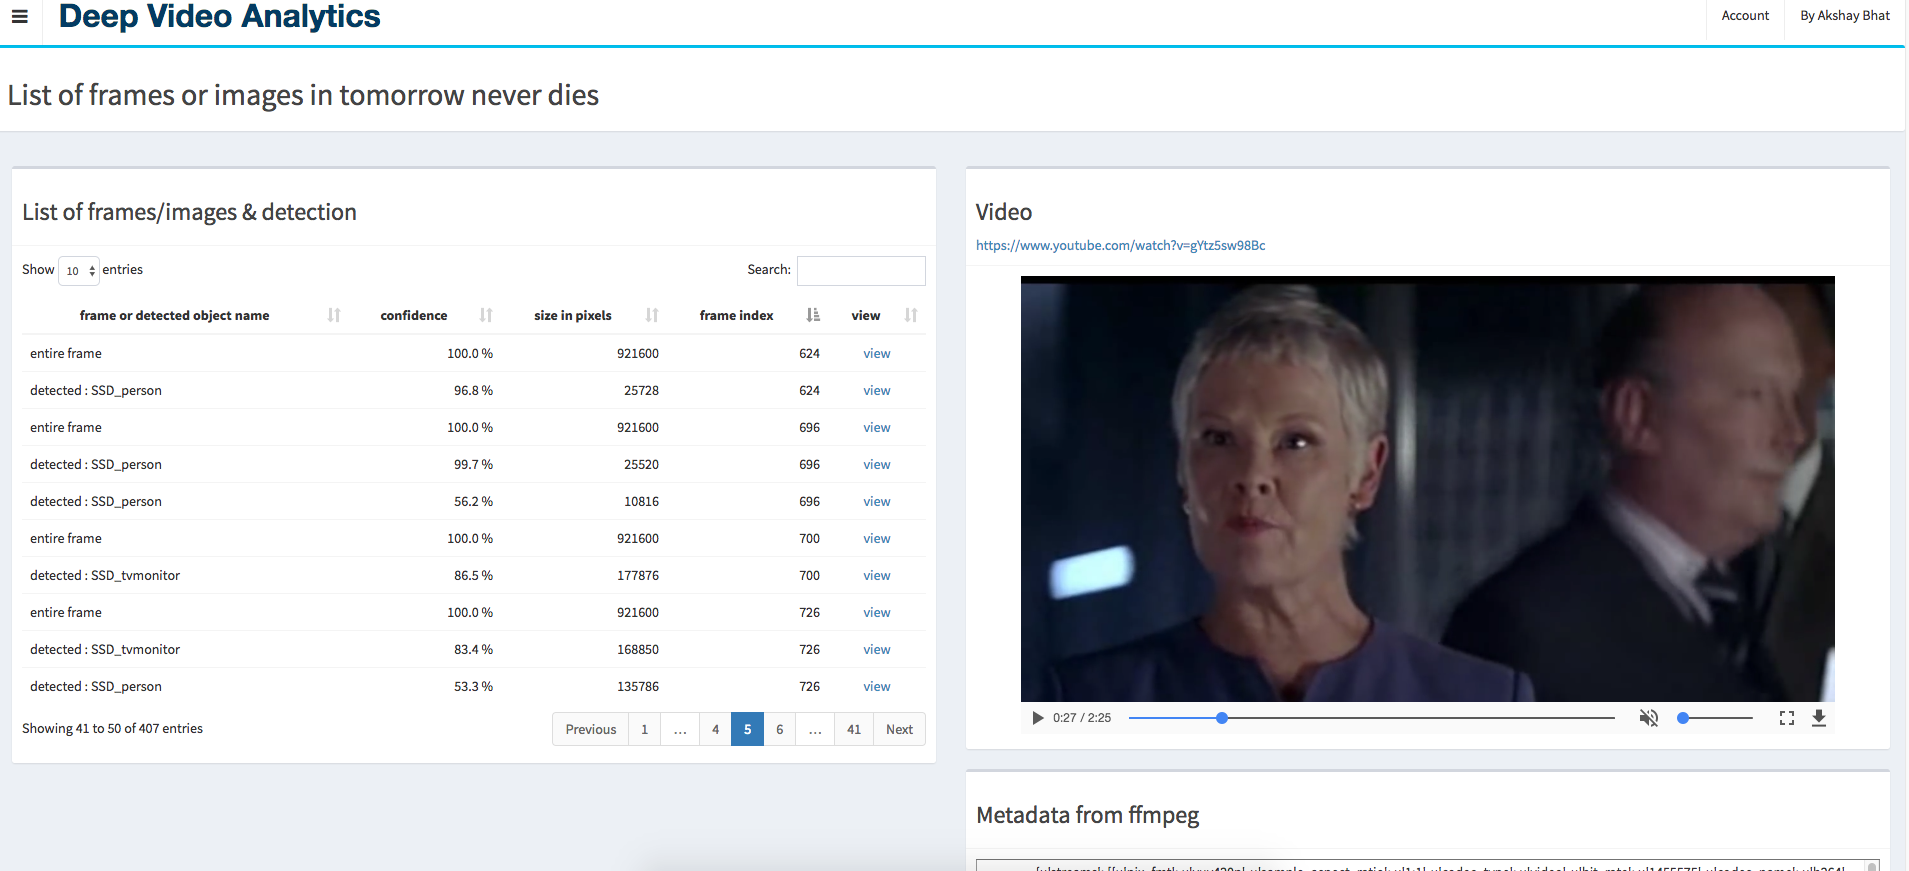 Deep Video Analytics
Account By Akshay Bhat
List of frames or images in tomorrow never dies
List of frames/images & detection
Show 10 entries Search:
frame or detected object name confidence size in pixels frame index view
entire frame 100.0 % 921600 624 view
detected : SSD_person 96.8 % 25728 624 view
entire frame 100.0 % 921600 696 view
detected : SSD_person 99.7 % 25520 696 view
detected : SSD_person 56.2 % 10816 696 view
entire frame 100.0 % 921600 700 view
detected : SSD_tvmonitor 86.5 % 177876 700 view
entire frame 100.0 % 921600 726 view
detected : SSD_tvmonitor 83.4 % 168850 726 view
detected : SSD_person 53.3 % 135786 726 view
Showing 41 to 50 of 407 entries
Previous 1 ... 4 5 6 ... 41 Next
Video
https://www.youtube.com/watch?v=gYtz5sw98Bc
0:27 / 2:25
Metadata from ffmpeg